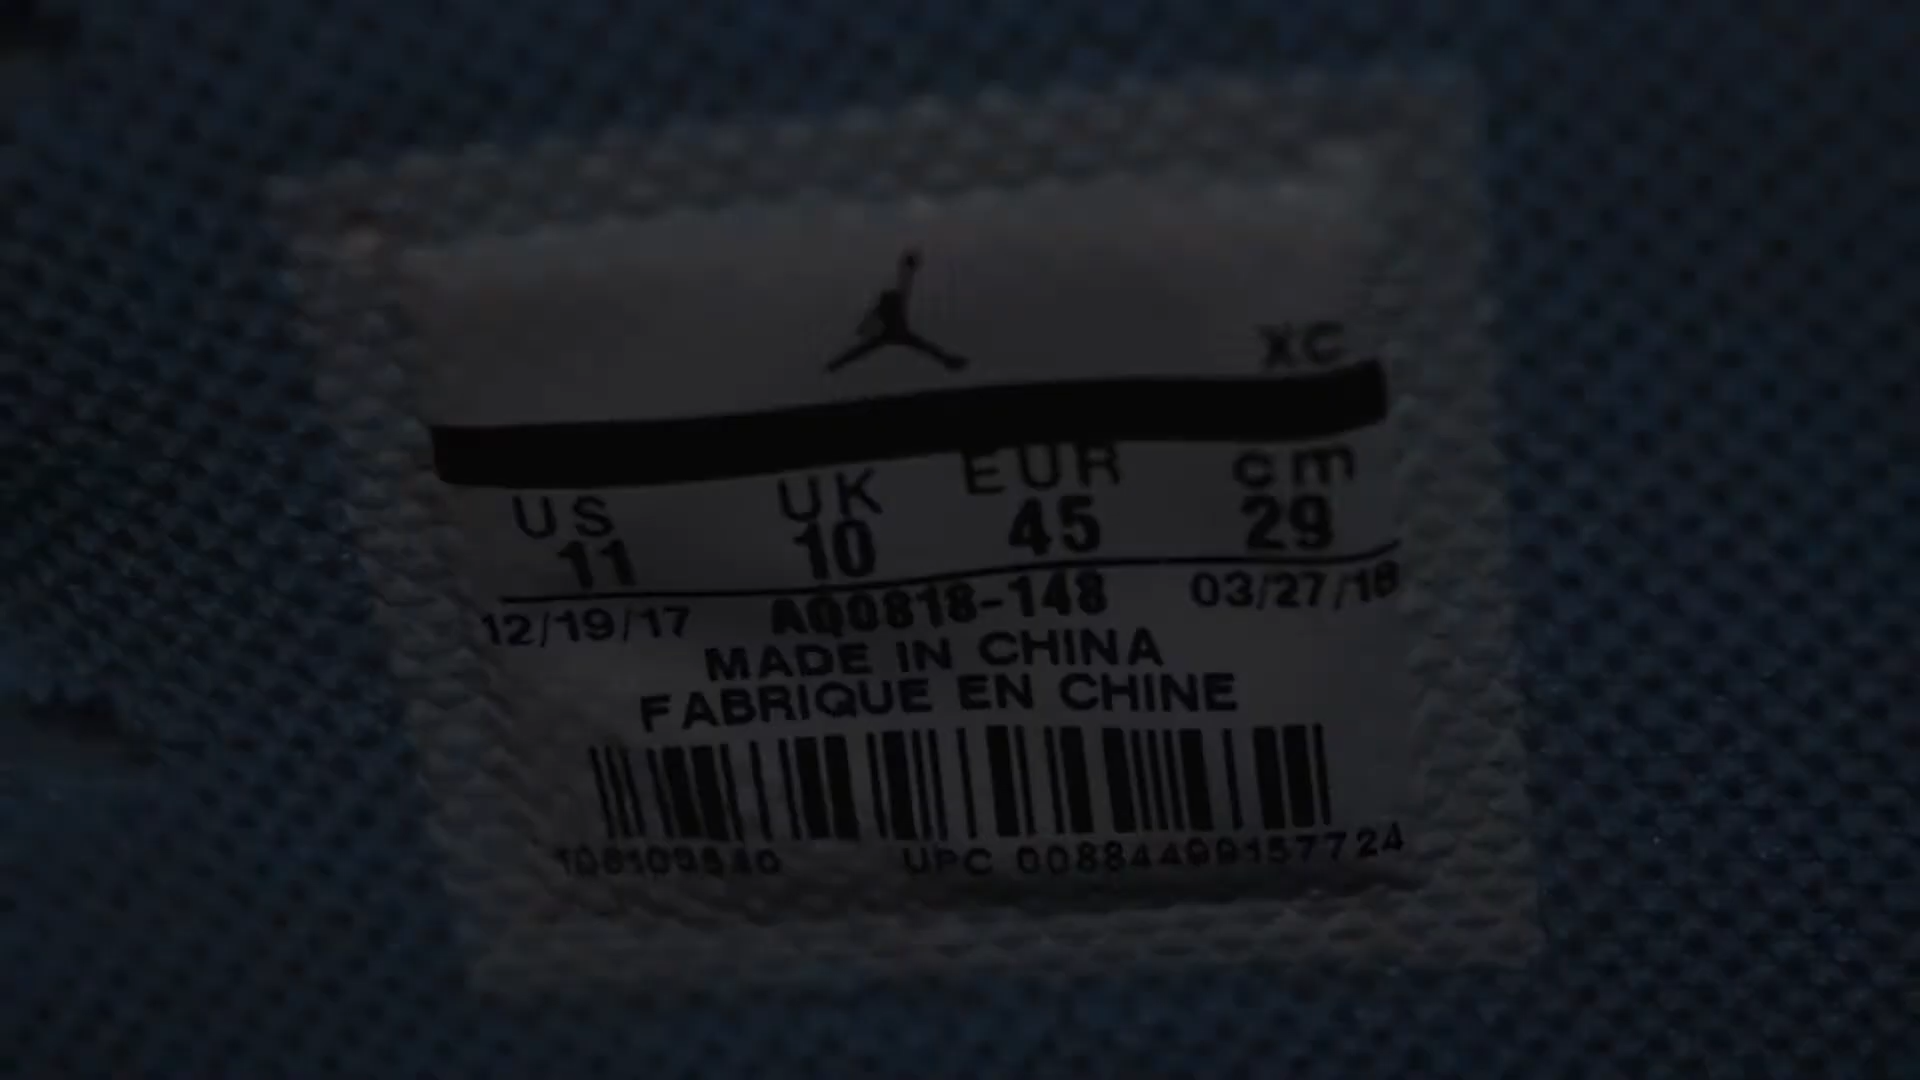 XC
US UK EUR cm
11 10 45 29
12/19/17 AQ0818-148 03/27/18
MADE IN CHINA
FABRIQUE EN CHINE
UPC 00884499157724